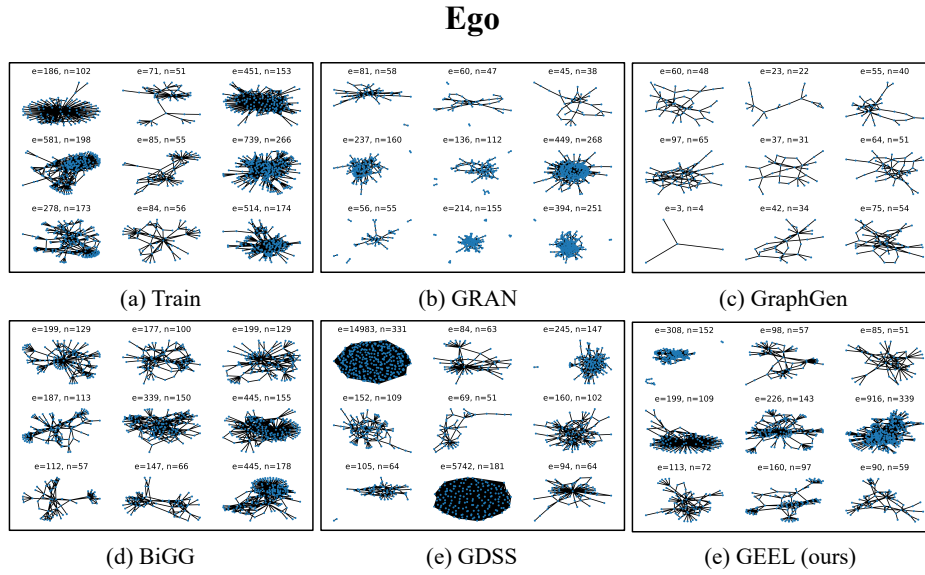 Ego
e=186, n=102 e=71, n=51 e=451, n=153
e=581, n=198 e=85, n=55 e=739, n=266
e=278, n=173 e=84, n=56 e=514, n=174
(a) Train
e=81, n=58 e=60, n=47 e=45, n=38
e=237, n=160 e=136, n=112 e=449, n=268
e=56, n=55 e=214, n=155 e=394, n=251
(b) GRAN
e=60, n=48 e=23, n=22 e=55, n=40
e=97, n=65 e=37, n=31 e=64, n=51
e=3, n=4 e=42, n=34 e=75, n=54
(c) GraphGen
e=199, n=129 e=177, n=100 e=199, n=129
e=187, n=113 e=339, n=150 e=445, n=155
e=112, n=57 e=147, n=66 e=445, n=178
(d) BiGG
e=14983, n=331 e=84, n=63 e=245, n=147
e=152, n=109 e=69, n=51 e=160, n=102
e=105, n=64 e=5742, n=181 e=94, n=64
(e) GDSS
e=308, n=152 e=98, n=57 e=85, n=51
e=199, n=109 e=226, n=143 e=916, n=339
e=113, n=72 e=160, n=97 e=90, n=59
(e) GEEL (ours)